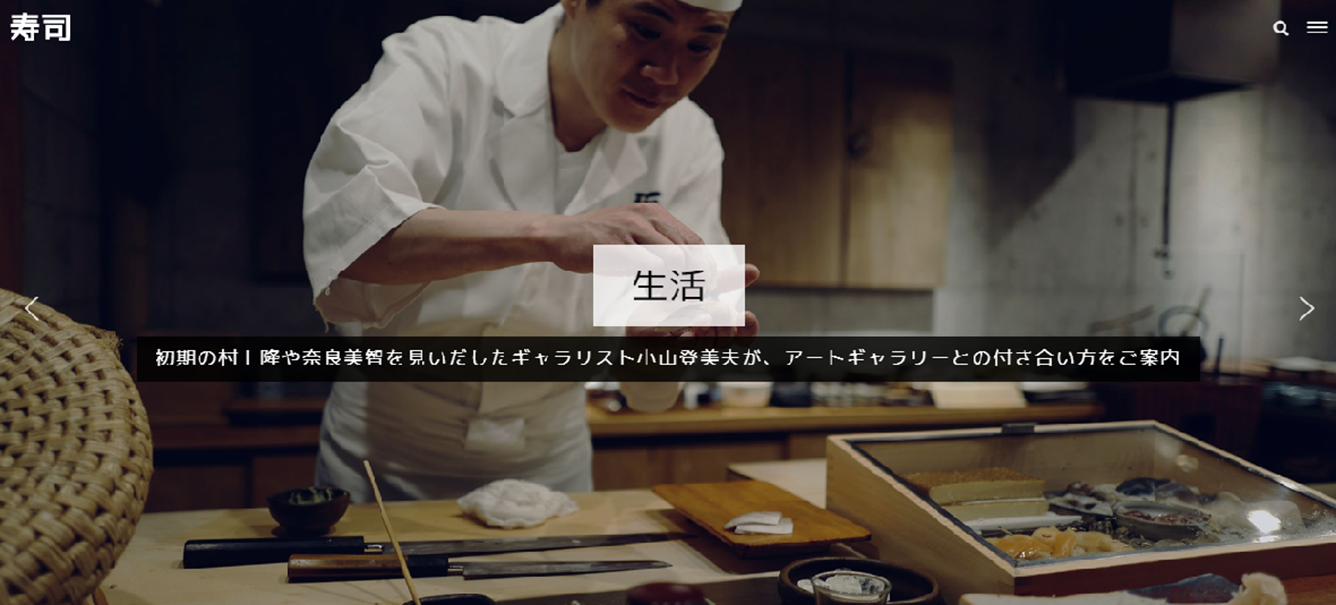 寿司
生活
初期の村上隆や奈良美智を見いだしたギャラリスト小山登美夫が、アートギャラリーとの付き合い方をご案内